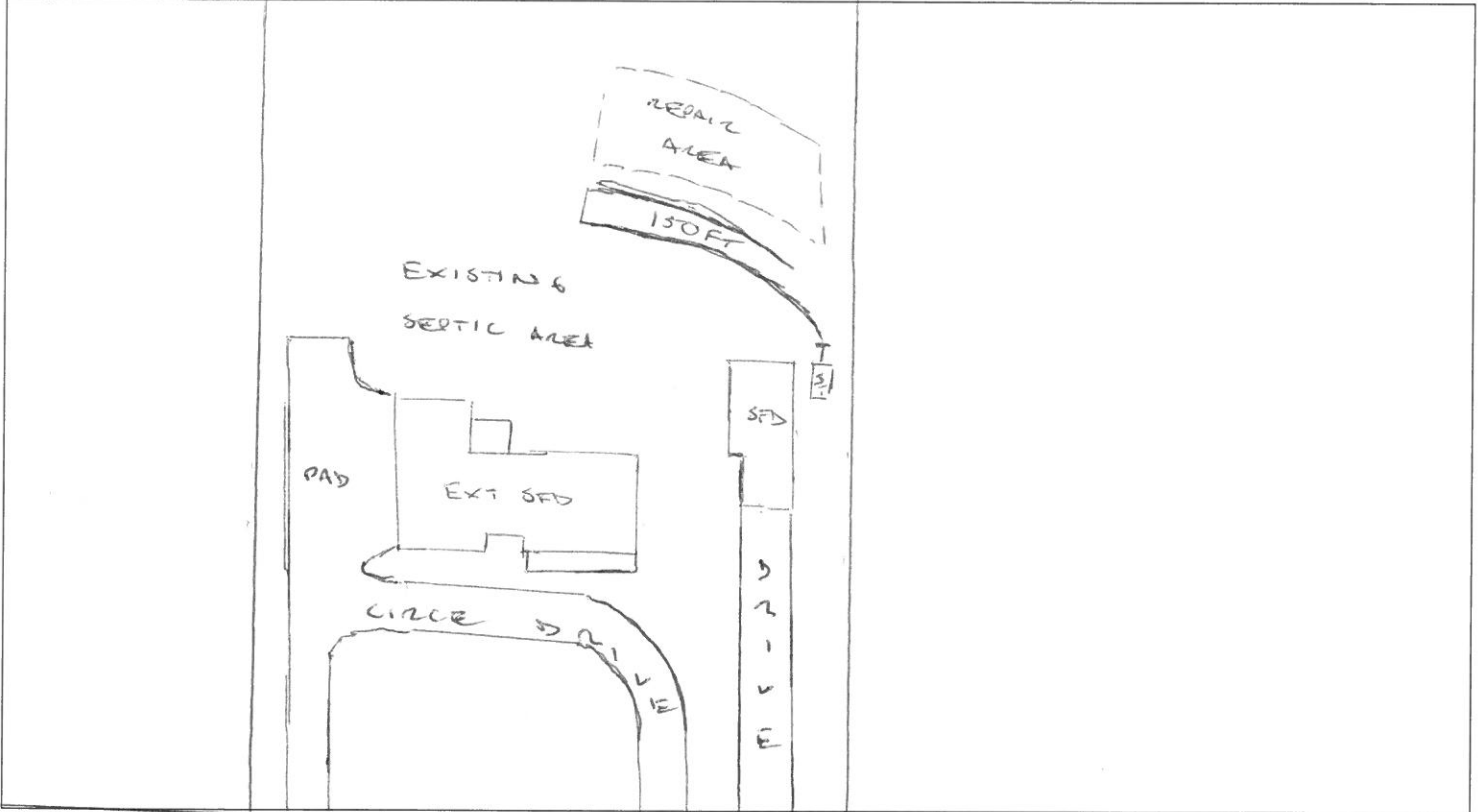 REPAIR
AREA
150FT
EXISTING
SEPTIC AREA
SFD
PAD
EXT SFD
CIRCLE DRIVE
DRIVE